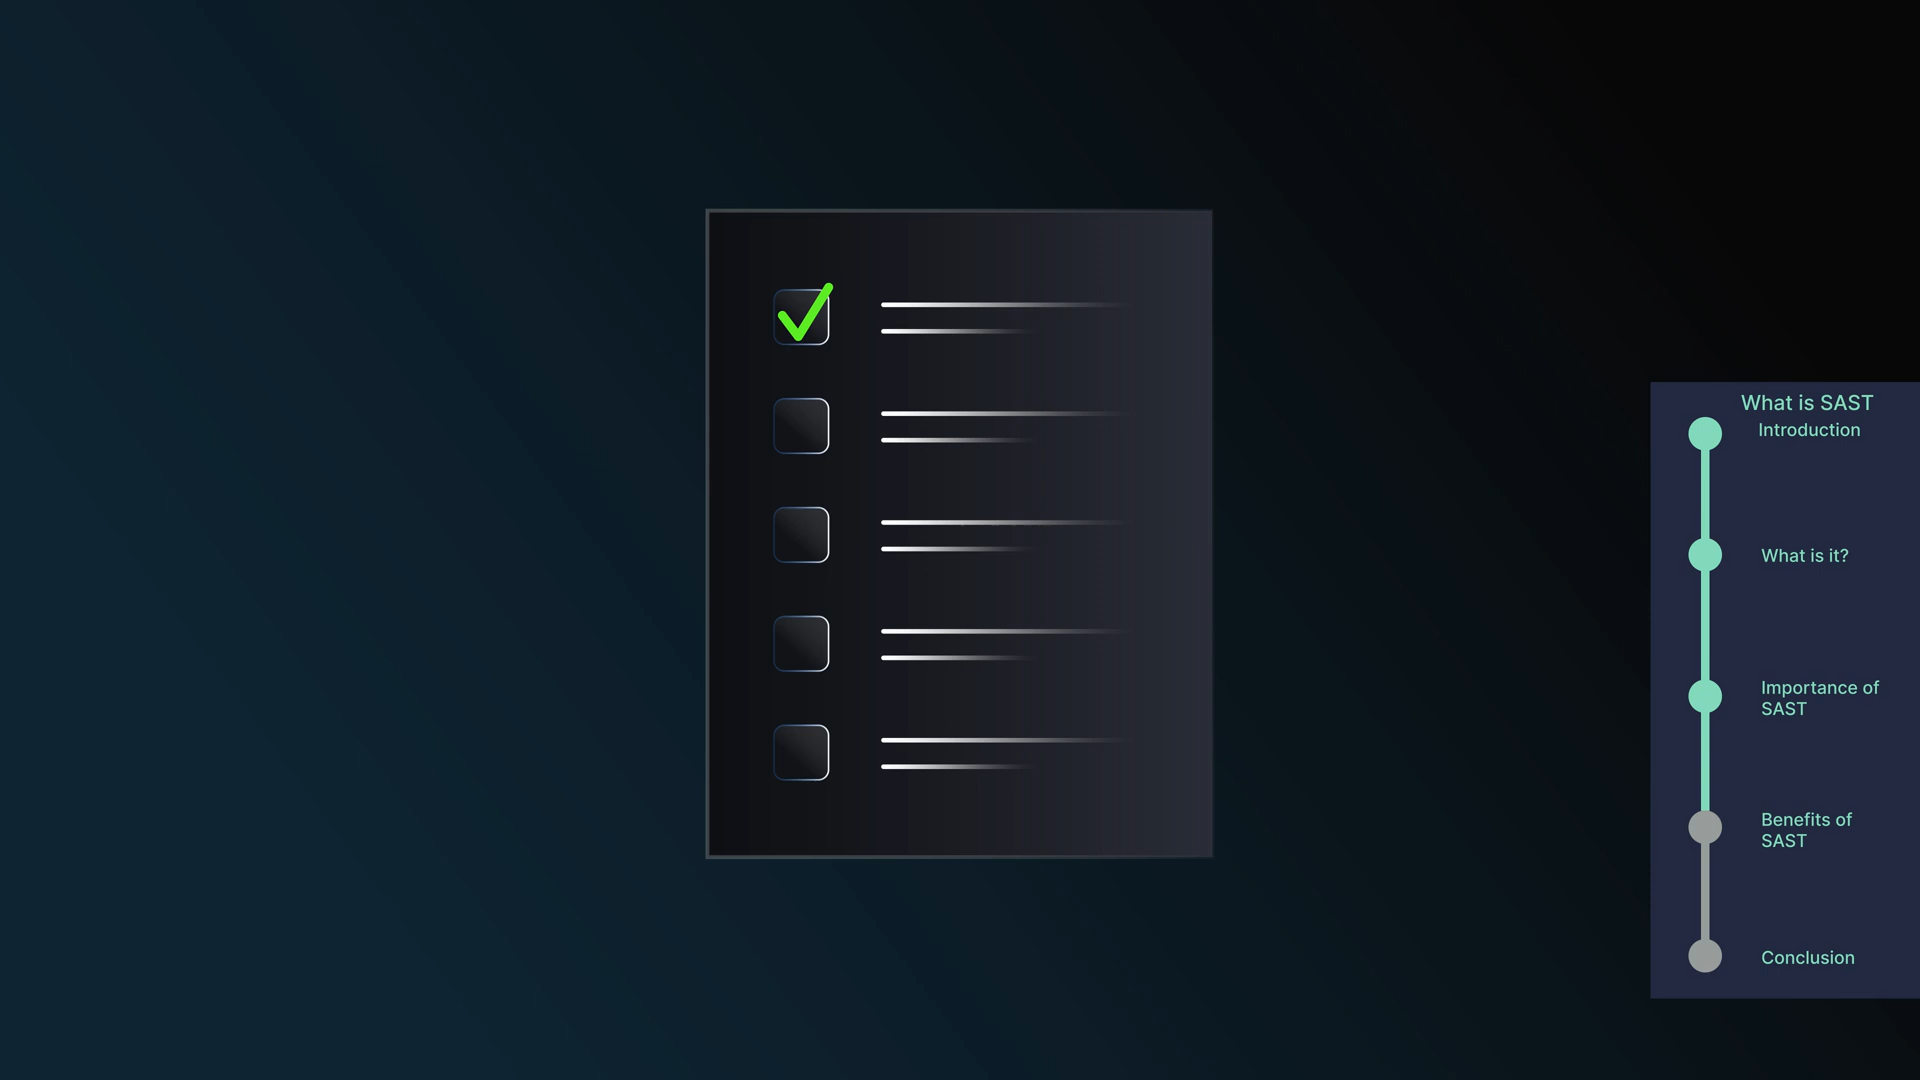 What is SAST
Introduction
What is it?
Importance of
SAST
Benefits of
SAST
Conclusion